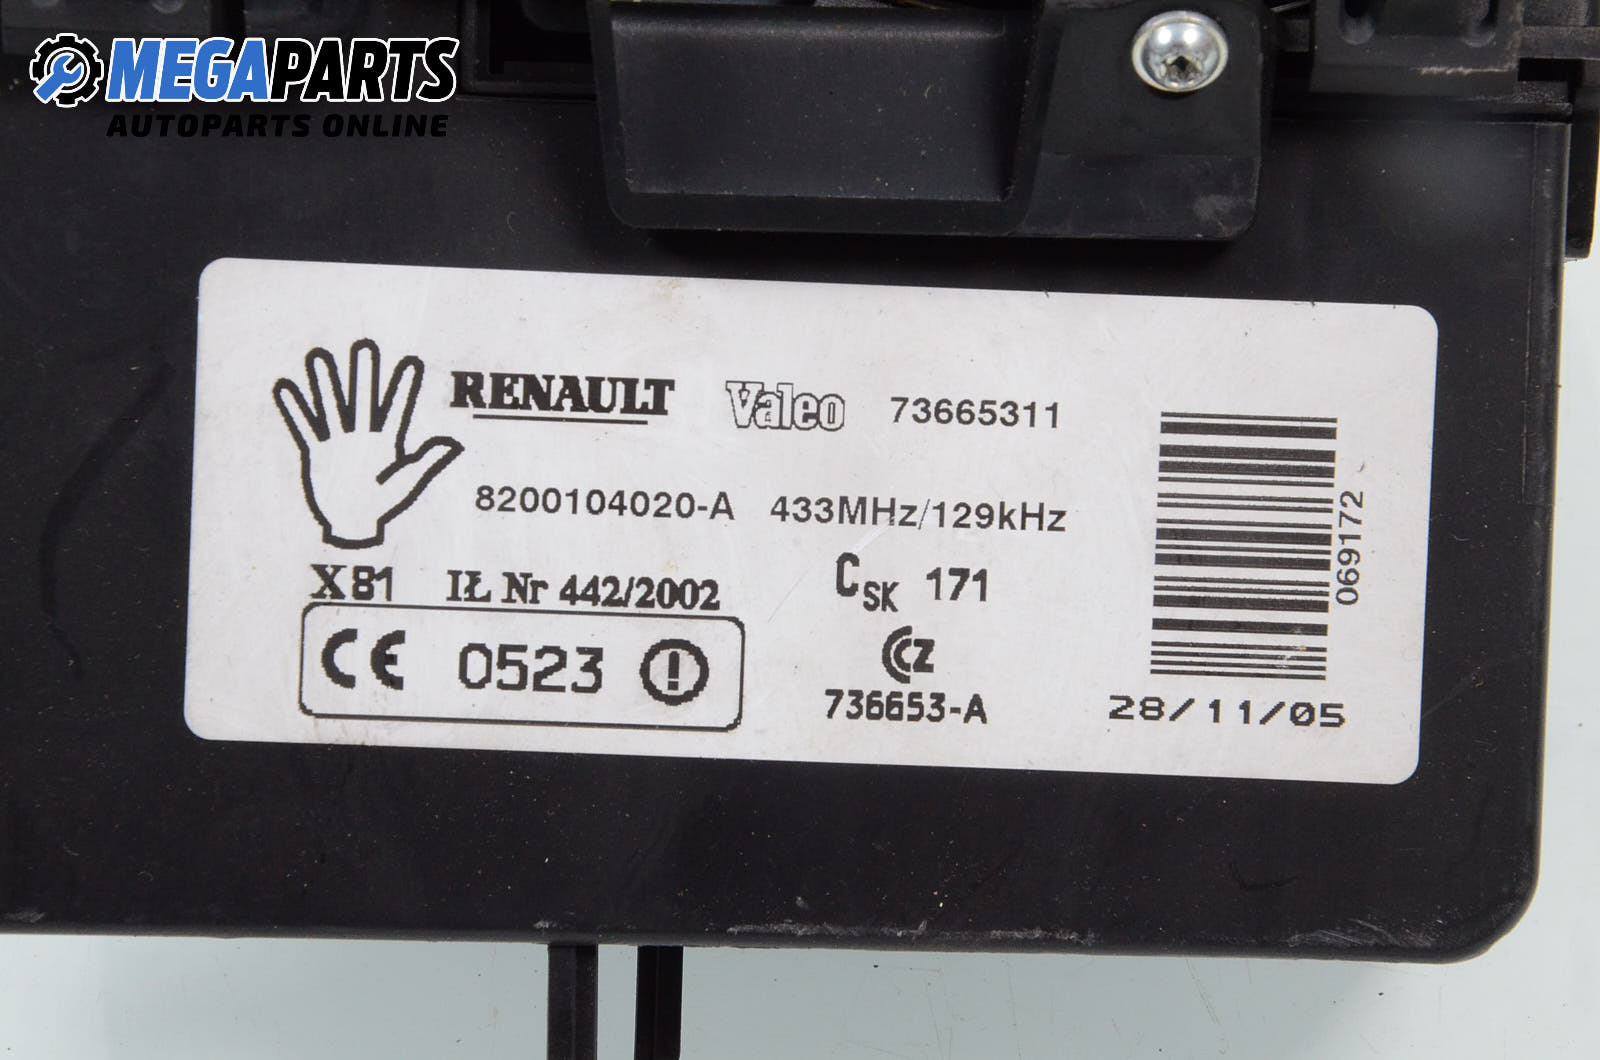 MEGAPARTS
AUTOPARTS ONLINE
RENAULT Valeo 73665311
8200104020-A 433MHz/129kHz
X81 IŁ Nr 442/2002 CSK 171
CE 0523 CZ
736653-A
069172
28/11/05